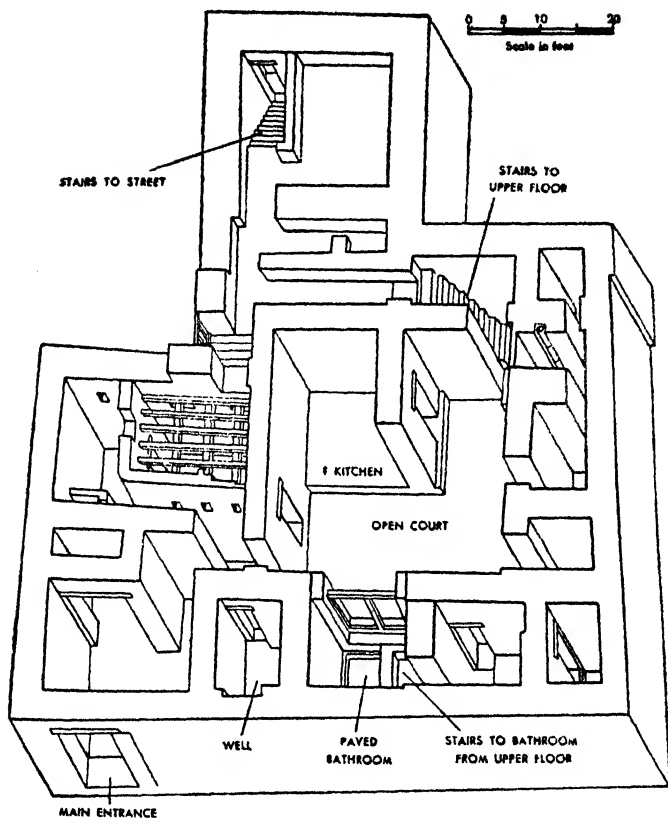 0 5 10 20
Scale in feet
STAIRS TO STREET
STAIRS TO
UPPER FLOOR
? KITCHEN
OPEN COURT
WELL
PAVED
BATHROOM
STAIRS TO BATHROOM
FROM UPPER FLOOR
MAIN ENTRANCE